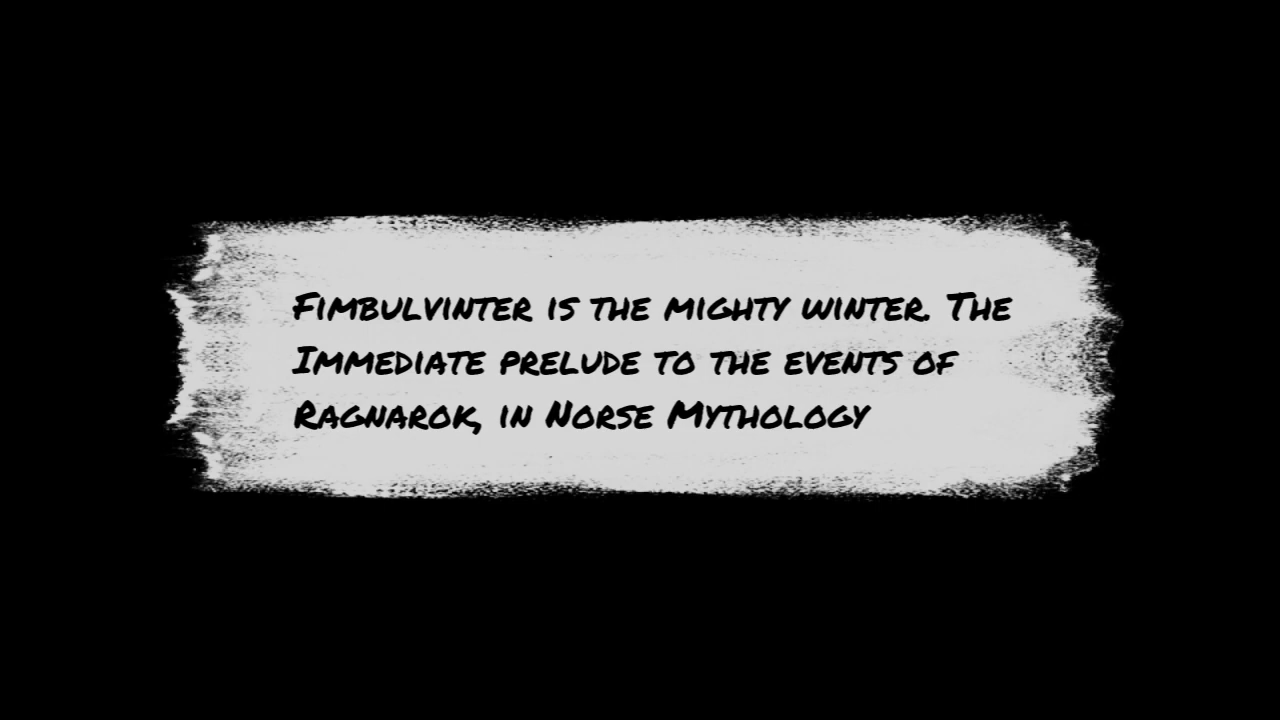 Fimbulvinter is the mighty winter. The
Immediate prelude to the events of
Ragnarok, in Norse Mythology